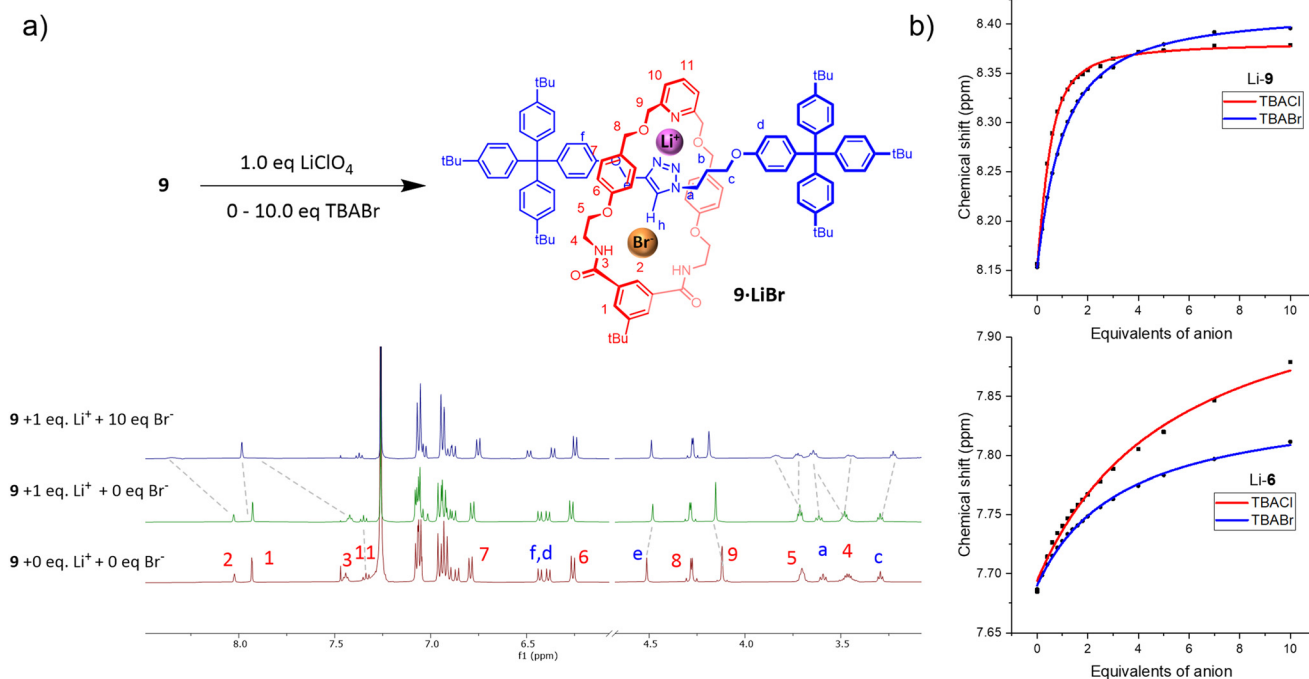 a)
9
1.0 eq LiClO4
0 - 10.0 eq TBABr
tBu
tBu
tBu
f
7
6
5
4
NH
3
O
8
O
9
10
11
N
O
Li+
N
N
N
e
H
h
a
b
c
O
d
tBu
tBu
tBu
Br-
2
O
HN
O
1
tBu
9·LiBr
9 +1 eq. Li+ + 10 eq Br-
9 +1 eq. Li+ + 0 eq Br-
9 +0 eq. Li+ + 0 eq Br-
2
1
3
11
7
f,d
6
e
8
9
5
a
4
c
8.0
7.5
7.0
6.5
4.5
4.0
3.5
f1 (ppm)
b)
Chemical shift (ppm)
8.40
8.35
8.30
8.25
8.20
8.15
Li-9
TBACl
TBABr
0
2
4
6
8
10
Equivalents of anion
Chemical shift (ppm)
7.90
7.85
7.80
7.75
7.70
7.65
Li-6
TBACl
TBABr
0
2
4
6
8
10
Equivalents of anion